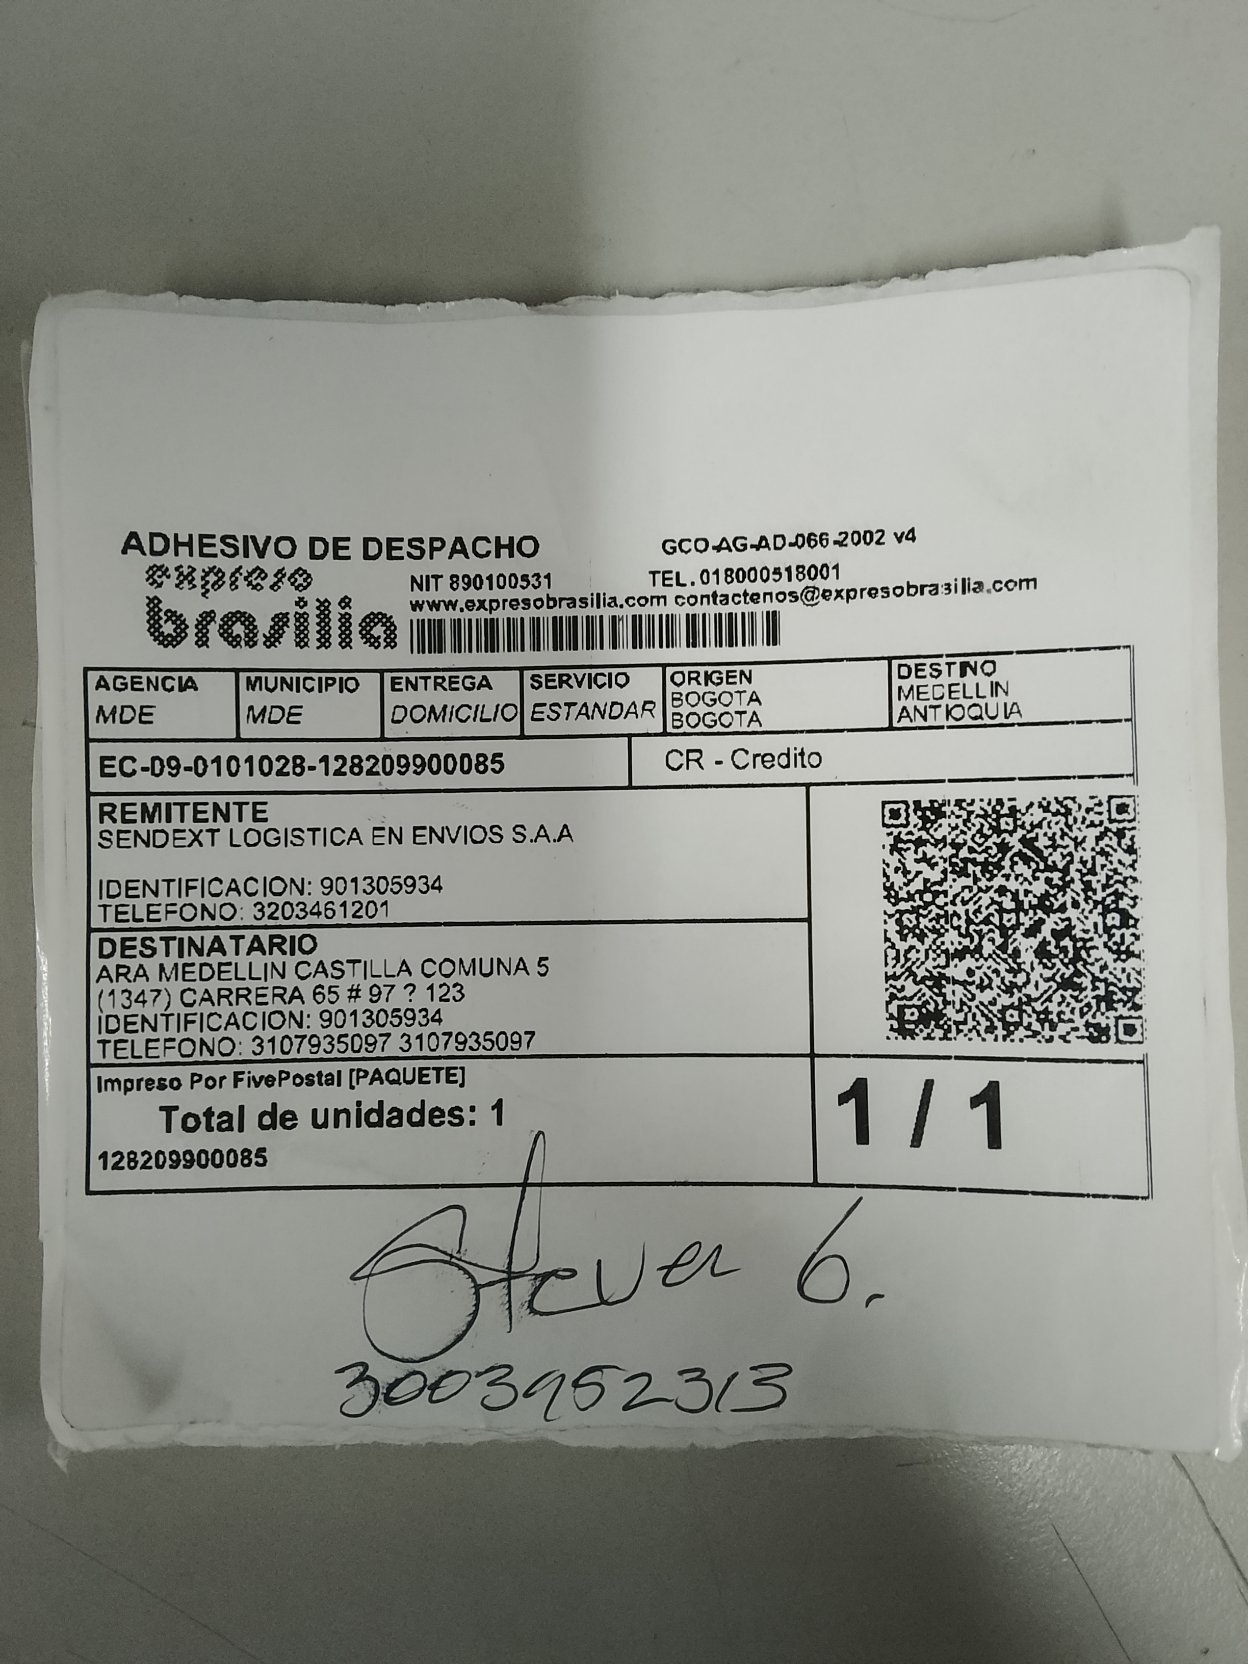 ADHESIVO DE DESPACHO
GCO-AG-AD-066-2002 v4
expreso
brasilia
NIT 890100531
TEL. 018000518001
www.expresobrasilia.com contactenos@expresobrasilia.com
AGENCIA
MDE
MUNICIPIO
MDE
ENTREGA
DOMICILIO
SERVICIO
ESTANDAR
ORIGEN
BOGOTA
BOGOTA
DESTINO
MEDELLIN
ANTIOQUIA
EC-09-0101028-128209900085
CR - Credito
REMITENTE
SENDEXT LOGISTICA EN ENVIOS S.A.A
IDENTIFICACION: 901305934
TELEFONO: 3203461201
DESTINATARIO
ARA MEDELLIN CASTILLA COMUNA 5
(1347) CARRERA 65 # 97 ? 123
IDENTIFICACION: 901305934
TELEFONO: 3107935097 3107935097
Impreso Por FivePostal [PAQUETE]
Total de unidades: 1
128209900085
1 / 1
Stever G.
3003952313